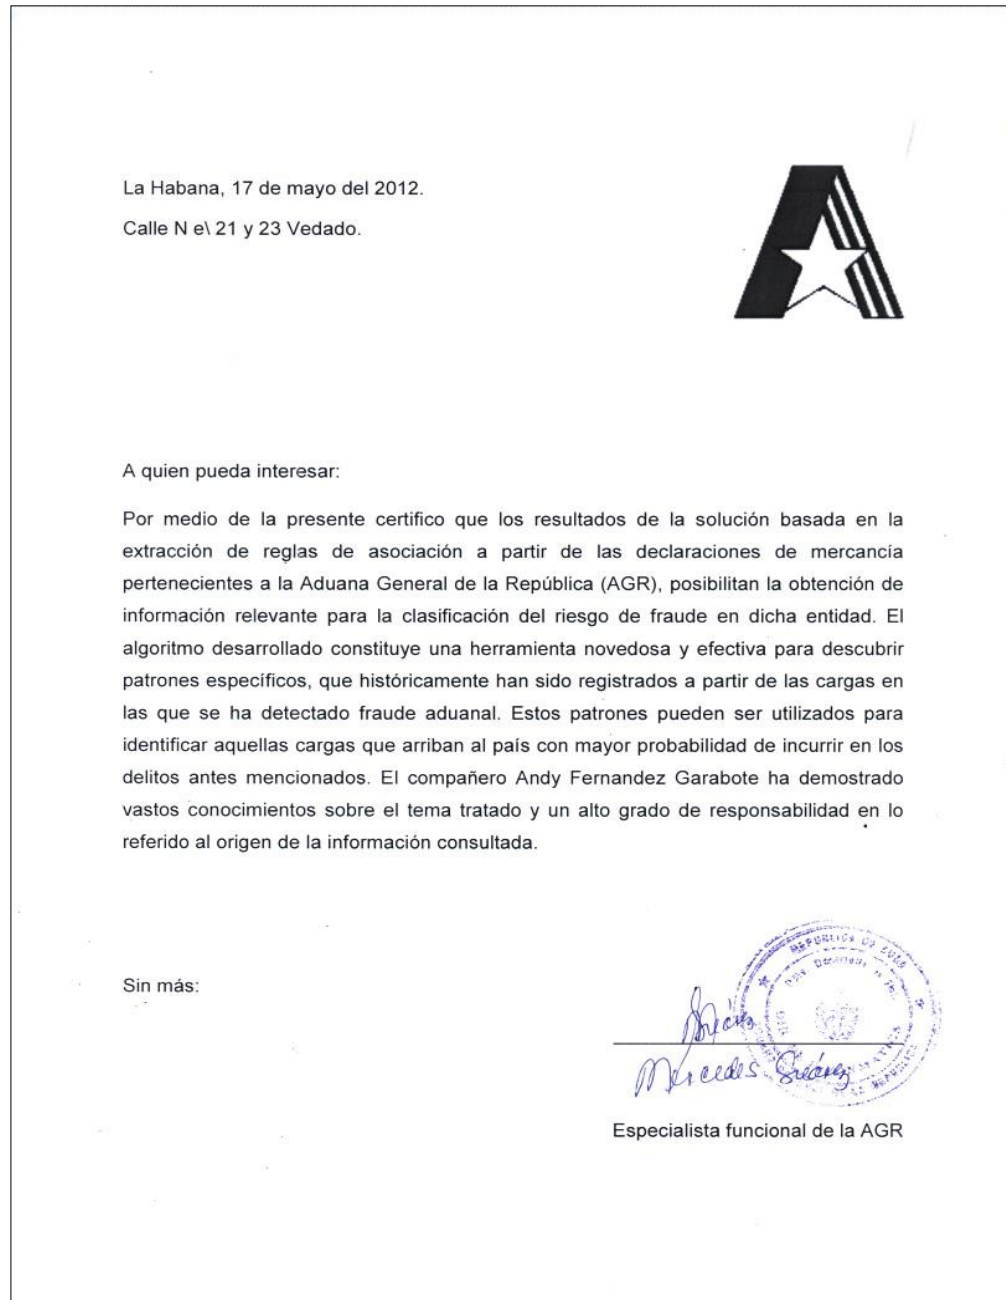 La Habana, 17 de mayo del 2012.
Calle N e\ 21 y 23 Vedado.
A quien pueda interesar:
Por medio de la presente certifico que los resultados de la solución basada en la
extracción de reglas de asociación a partir de las declaraciones de mercancía
pertenecientes a la Aduana General de la República (AGR), posibilitan la obtención de
información relevante para la clasificación del riesgo de fraude en dicha entidad. El
algoritmo desarrollado constituye una herramienta novedosa y efectiva para descubrir
patrones específicos, que históricamente han sido registrados a partir de las cargas en
las que se ha detectado fraude aduanal. Estos patrones pueden ser utilizados para
identificar aquellas cargas que arriban al país con mayor probabilidad de incurrir en los
delitos antes mencionados. El compañero Andy Fernandez Garabote ha demostrado
vastos conocimientos sobre el tema tratado y un alto grado de responsabilidad en lo
referido al origen de la información consultada.
Sin más:
REPUBLICA DE CUBA
Suárez
Mercedes Suárez
Especialista funcional de la AGR